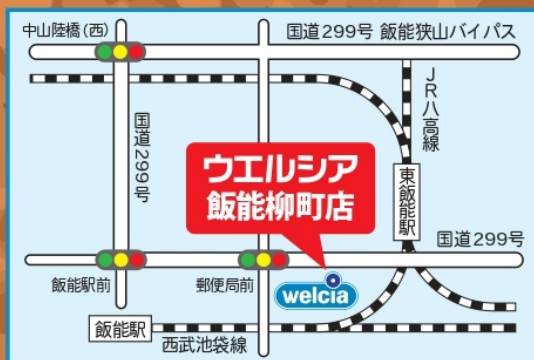 中山陸橋(西)
国道299号 飯能狭山バイパス
JR八高線
国道299号
ウエルシア
飯能柳町店
東飯能駅
国道299号
飯能駅前
郵便局前
welcia
飯能駅
西武池袋線